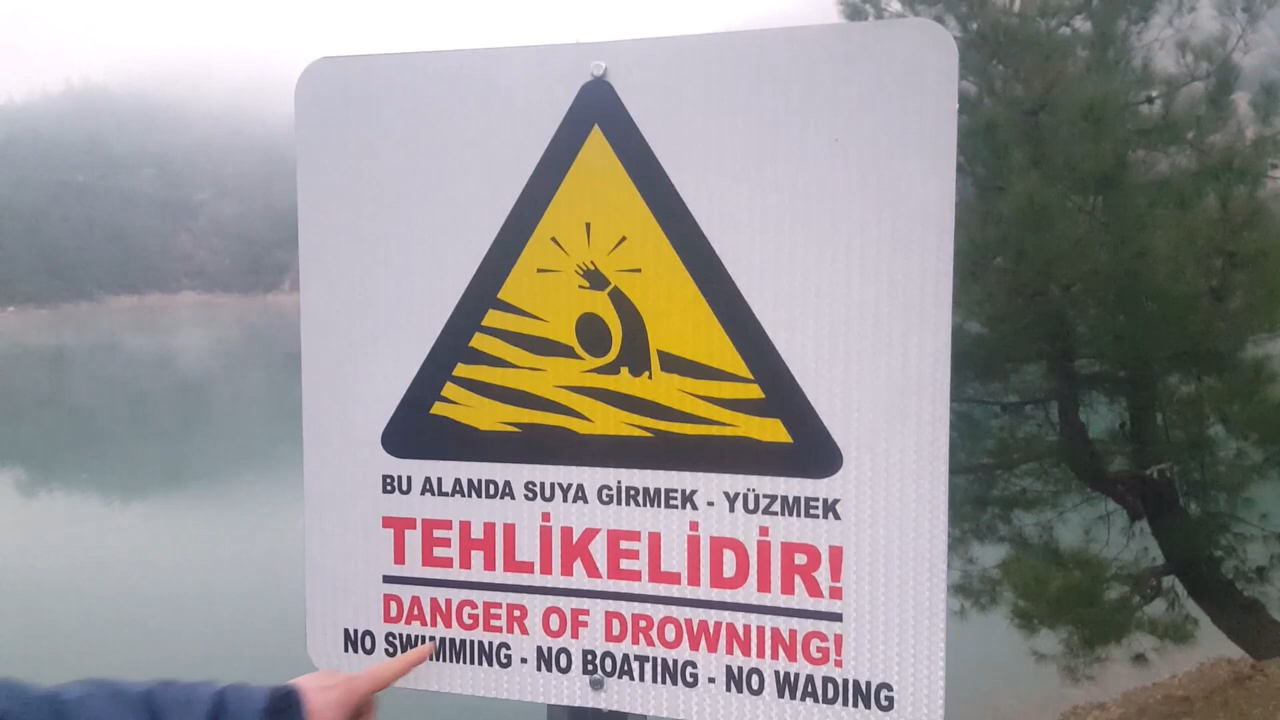 BU ALANDA SUYA GİRMEK - YÜZMEK
TEHLİKELİDİR!
DANGER OF DROWNING!
NO SWIMMING - NO BOATING - NO WADING